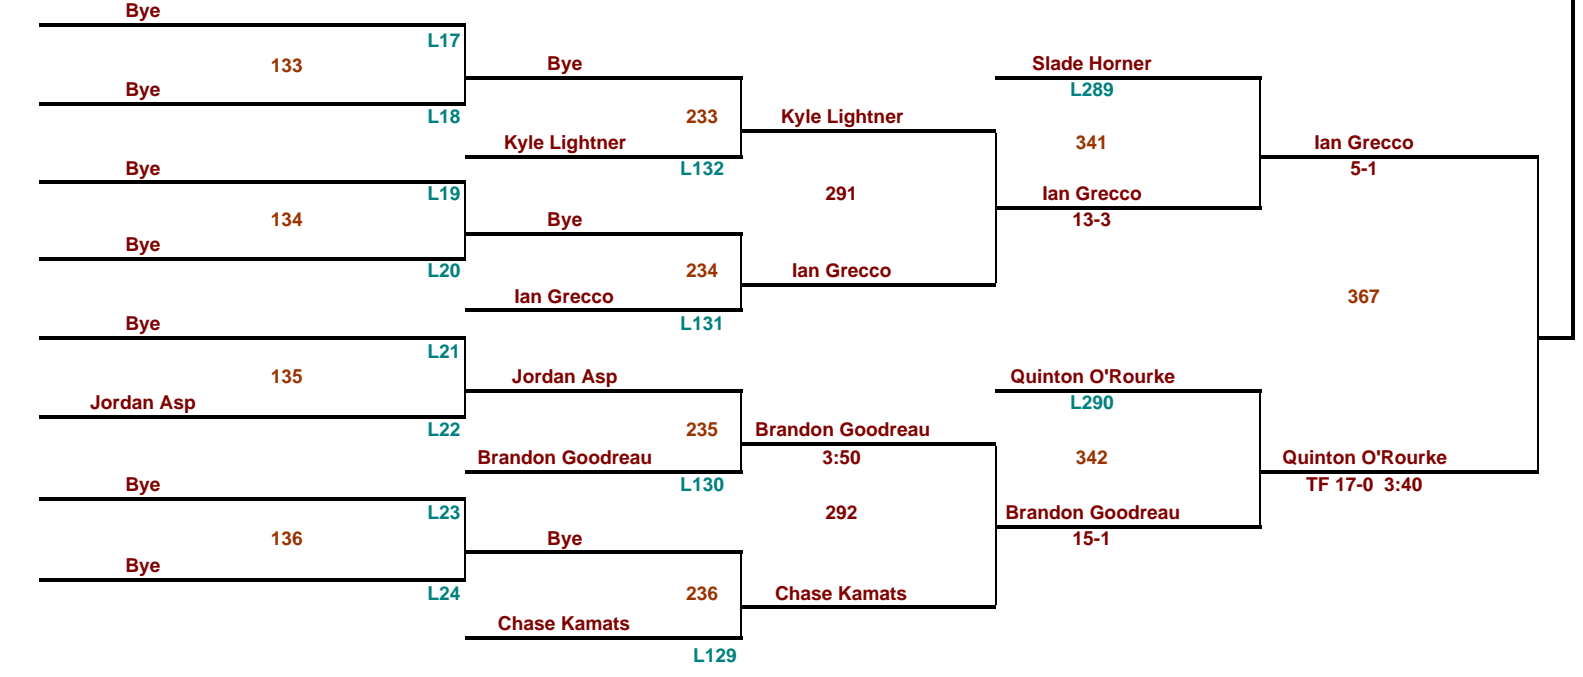 Bye
L17
133
Bye
L18
Bye
L19
134
Bye
L20
Bye
L21
135
Jordan Asp
L22
Bye
L23
136
Bye
L24
Bye
233
Kyle Lightner
L132
Bye
234
Ian Grecco
L131
Jordan Asp
235
Brandon Goodreau
L130
Bye
236
Chase Kamats
L129
Kyle Lightner
291
Ian Grecco
Brandon Goodreau
3:50
292
Chase Kamats
Slade Horner
L289
341
Ian Grecco
13-3
Quinton O'Rourke
L290
342
Brandon Goodreau
15-1
Ian Grecco
5-1
367
Quinton O'Rourke
TF 17-0 3:40